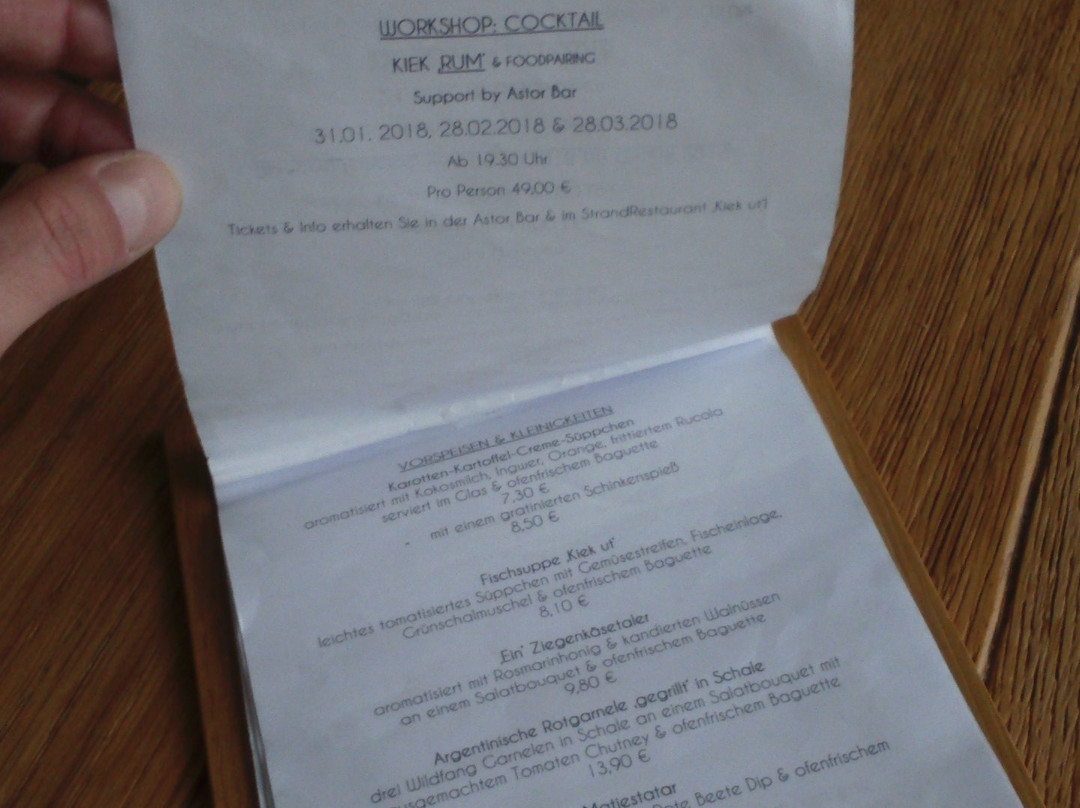 WORKSHOP: COCKTAIL
KIEK ‚RUM‘ & FOODPAIRING
Support by Astor Bar
31.01. 2018, 28.02.2018 & 28.03.2018
Ab 19.30 Uhr
Pro Person 49,00 €
Tickets & Info erhalten Sie in der Astor Bar & im StrandRestaurant ‚Kiek ut‘!
VORSPEISEN & KLEINIGKEITEN
Karotten-Kartoffel-Creme-Süppchen
aromatisiert mit Kokosmilch, Ingwer, Orange, frittiertem Rucola
serviert im Glas & ofenfrischem Baguette
7,30 €
- mit einem gratinierten Schinkenspieß
8,50 €
Fischsuppe ‚Kiek ut‘
leichtes tomatisiertes Süppchen mit Gemüsestreifen, Fischeinlage,
Grünschalmuschel & ofenfrischem Baguette
8,10 €
‚Ein‘ Ziegenkäsetaler
aromatisiert mit Rosmarinhonig & kandierten Walnüssen
an einem Salatbouquet & ofenfrischem Baguette
9,80 €
Argentinische Rotgarnele ‚gegrillt‘ in Schale
drei Wildfang Garnelen in Schale an einem Salatbouquet mit
usgemachtem Tomaten Chutney & ofenfrischem Baguette
13,90 €
Matjestatar
Rote Beete Dip & ofenfrischem